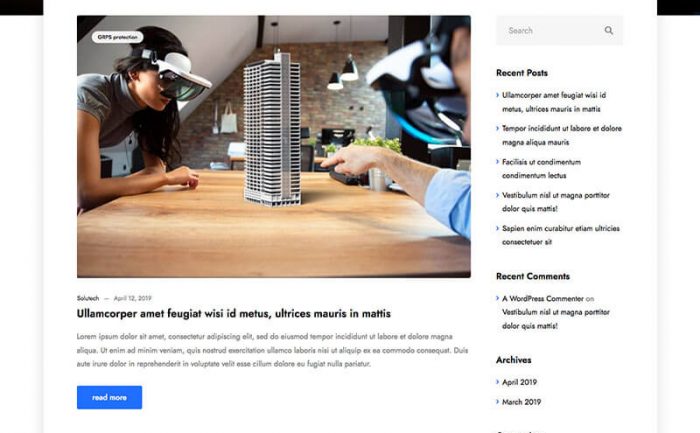 GRPS protection
Solutech – April 12, 2019
Ullamcorper amet feugiat wisi id metus, ultrices mauris in mattis
Lorem ipsum dolor sit amet, consectetur adipiscing elit, sed do eiusmod tempor incididunt ut labore et dolore magna
aliqua. Ut enim ad minim veniam, quis nostrud exercitation ullamco laboris nisi ut aliquip ex ea commodo consequat. Duis
aute irure dolor in reprehenderit in voluptate velit esse cillum dolore eu fugiat nulla pariatur.
read more
Search
Recent Posts
Ullamcorper amet feugiat wisi id
metus, ultrices mauris in mattis
Tempor incididunt ut labore et dolore
magna aliqua mauris
Facilisis ut condimentum
condimentum lectus
Vestibulum nisl ut magna porttitor
dolor quis mattis!
Sapien enim curabitur etiam ultricies
consectetuer sit
Recent Comments
A WordPress Commenter on
Vestibulum nisl ut magna porttitor
dolor quis mattis!
Archives
April 2019
March 2019